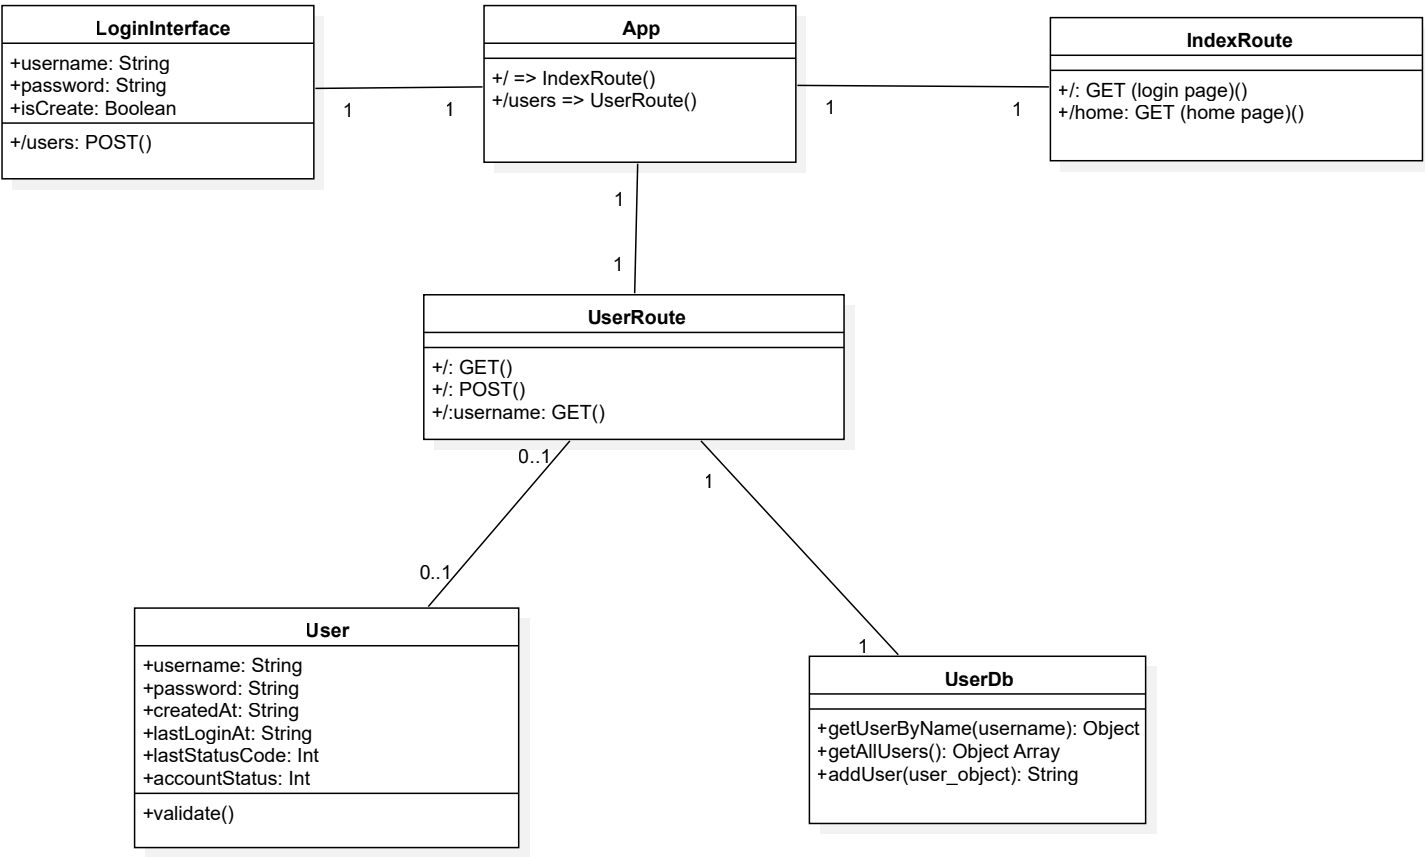 LoginInterface
+username: String
+password: String
+isCreate: Boolean
+/users: POST()
1
1
App
+/ => IndexRoute()
+/users => UserRoute()
1
1
IndexRoute
+/: GET (login page)()
+/home: GET (home page)()
1
1
UserRoute
+/: GET()
+/: POST()
+/:username: GET()
0..1
1
0..1
1
User
+username: String
+password: String
+createdAt: String
+lastLoginAt: String
+lastStatusCode: Int
+accountStatus: Int
+validate()
UserDb
+getUserByName(username): Object
+getAllUsers(): Object Array
+addUser(user_object): String